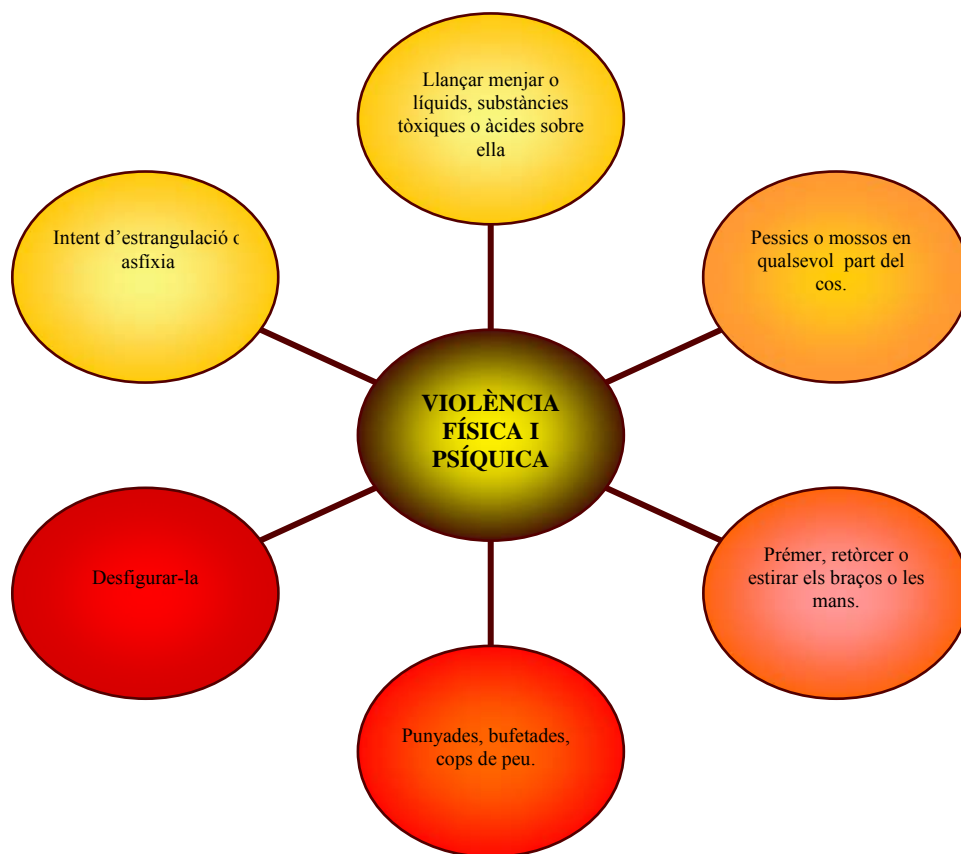 Llançar menjar o
líquids, substàncies
tòxiques o àcides sobre
ella
Intent d’estrangulació o
asfíxia
Pessics o mossos en
qualsevol part del
cos.
VIOLÈNCIA
FÍSICA I
PSÍQUICA
Desfigurar-la
Prémer, retòrcer o
estirar els braços o les
mans.
Punyades, bufetades,
cops de peu.